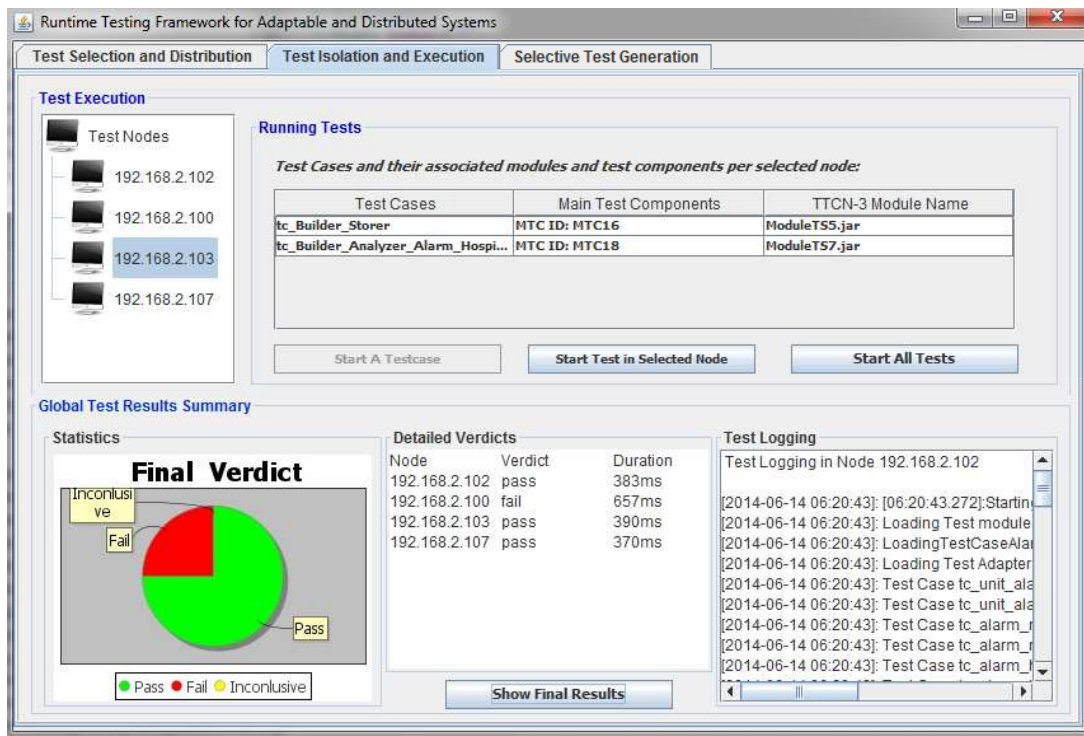 Runtime Testing Framework for Adaptable and Distributed Systems
Test Selection and Distribution
Test Isolation and Execution
Selective Test Generation
Test Execution
Test Nodes
192.168.2.102
192.168.2.100
192.168.2.103
192.168.2.107
Running Tests
Test Cases and their associated modules and test components per selected node:
Test Cases Main Test Components TTCN-3 Module Name
tc_Builder_Storer MTC ID: MTC16 ModuleTS5.jar
tc_Builder_Analyzer_Alarm_Hospi... MTC ID: MTC18 ModuleTS7.jar
Start A Testcase
Start Test in Selected Node
Start All Tests
Global Test Results Summary
Statistics
Final Verdict
Inconlusi
ve
Fail
Pass
Pass Fail Inconlusive
Detailed Verdicts
Node Verdict Duration
192.168.2.102 pass 383ms
192.168.2.100 fail 657ms
192.168.2.103 pass 390ms
192.168.2.107 pass 370ms
Show Final Results
Test Logging
Test Logging in Node 192.168.2.102
[2014-06-14 06:20:43]: [06:20:43.272]:Starting
[2014-06-14 06:20:43]: Loading Test module
[2014-06-14 06:20:43]: LoadingTestCaseAlar
[2014-06-14 06:20:43]: Loading Test Adapter
[2014-06-14 06:20:43]: Test Case tc_unit_ala
[2014-06-14 06:20:43]: Test Case tc_unit_ala
[2014-06-14 06:20:43]: Test Case tc_alarm_r
[2014-06-14 06:20:43]: Test Case tc_alarm_r
[2014-06-14 06:20:43]: Test Case tc_alarm_h